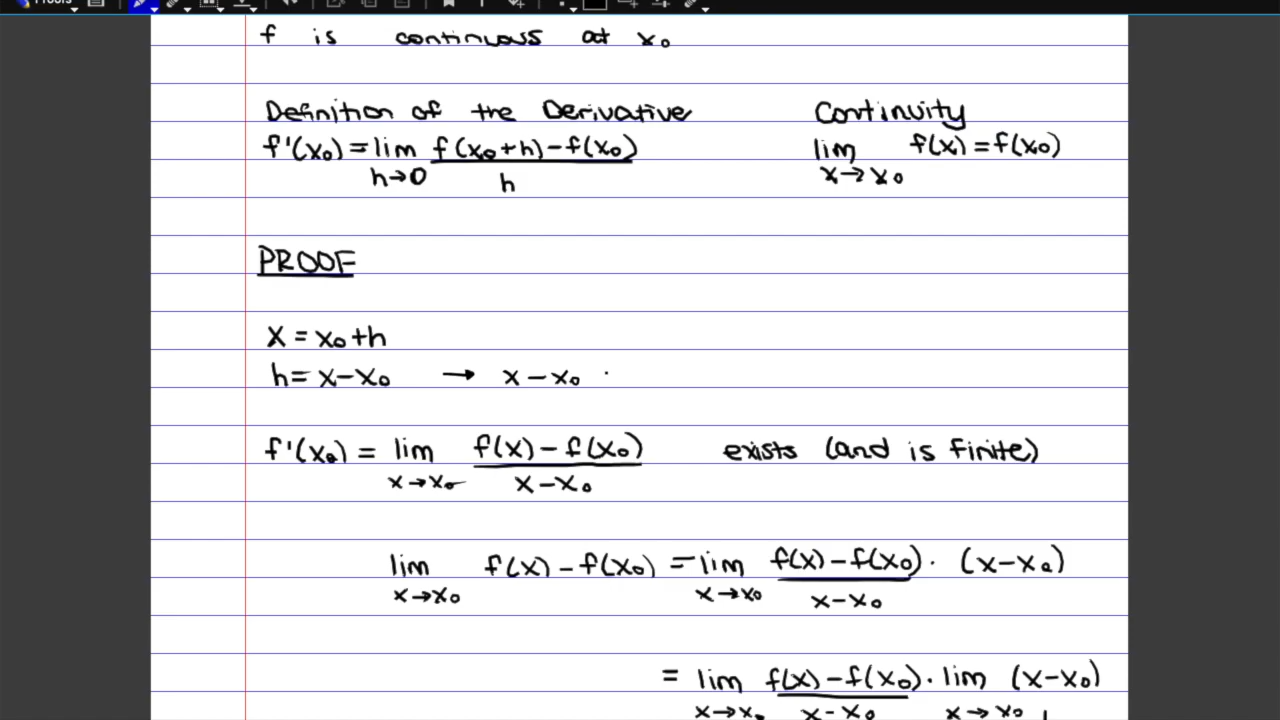 Proofs
f is continuous at x₀
Definition of the Derivative
f'(x₀) = lim f(x₀+h) - f(x₀)
h→0 h
Continuity
lim f(x) = f(x₀)
x→x₀
PROOF
x = x₀+h
h = x-x₀ → x-x₀
f'(x₀) = lim f(x) - f(x₀) exists (and is finite)
x→x₀ x-x₀
lim f(x) - f(x₀) = lim f(x) - f(x₀) · (x-x₀)
x→x₀ x→x₀ x-x₀
= lim f(x) - f(x₀) · lim (x-x₀)
x→x₀ x-x₀ x→x₀